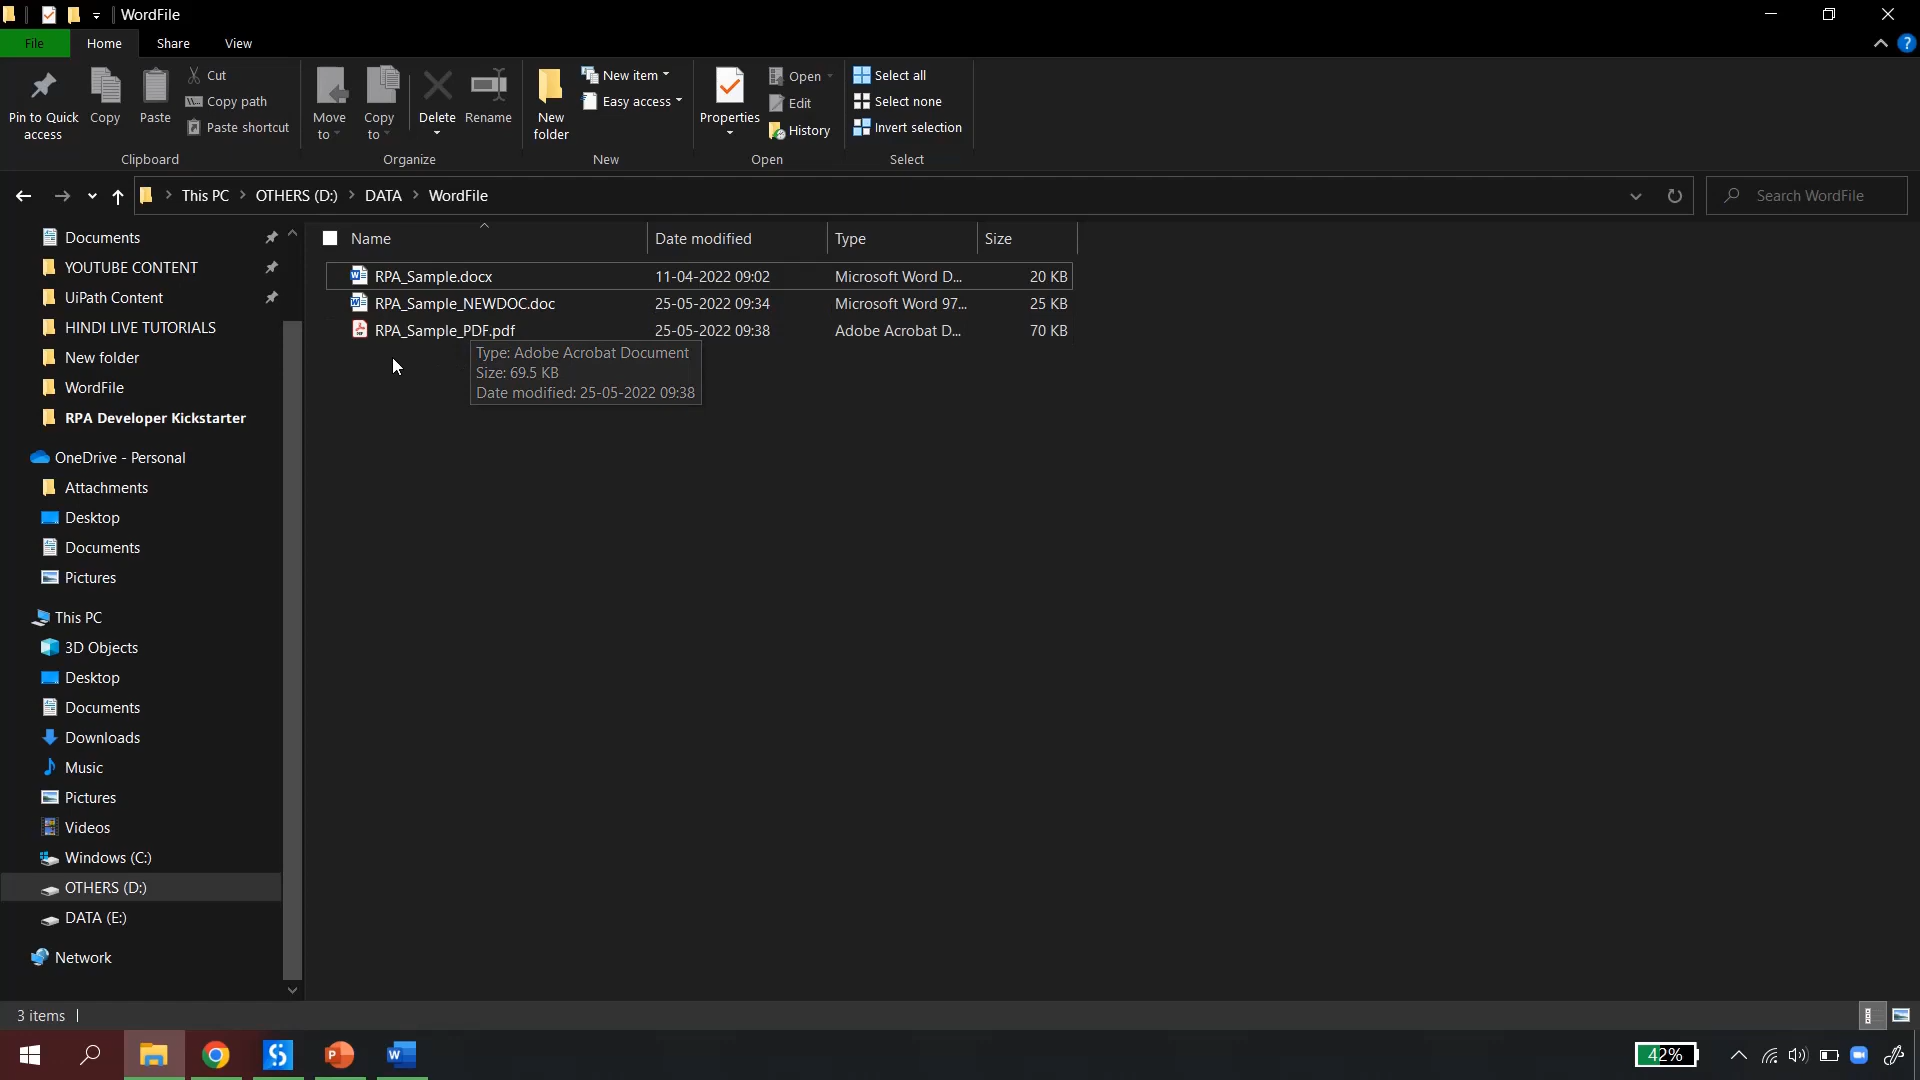 WordFile
File Home Share View
Pin to Quick access
Copy
Paste
Cut
Copy path
Paste shortcut
Clipboard
Move to
Copy to
Delete
Rename
Organize
New folder
New item
Easy access
New
Properties
Open
Edit
History
Open
Select all
Select none
Invert selection
Select
This PC > OTHERS (D:) > DATA > WordFile
Search WordFile
Documents
YOUTUBE CONTENT
UiPath Content
HINDI LIVE TUTORIALS
New folder
WordFile
RPA Developer Kickstarter
OneDrive - Personal
Attachments
Desktop
Documents
Pictures
This PC
3D Objects
Desktop
Documents
Downloads
Music
Pictures
Videos
Windows (C:)
OTHERS (D:)
DATA (E:)
Network
Name Date modified Type Size
RPA_Sample.docx 11-04-2022 09:02 Microsoft Word D... 20 KB
RPA_Sample_NEWDOC.doc 25-05-2022 09:34 Microsoft Word 97... 25 KB
RPA_Sample_PDF.pdf 25-05-2022 09:38 Adobe Acrobat D... 70 KB
Type: Adobe Acrobat Document
Size: 69.5 KB
Date modified: 25-05-2022 09:38
3 items
42%